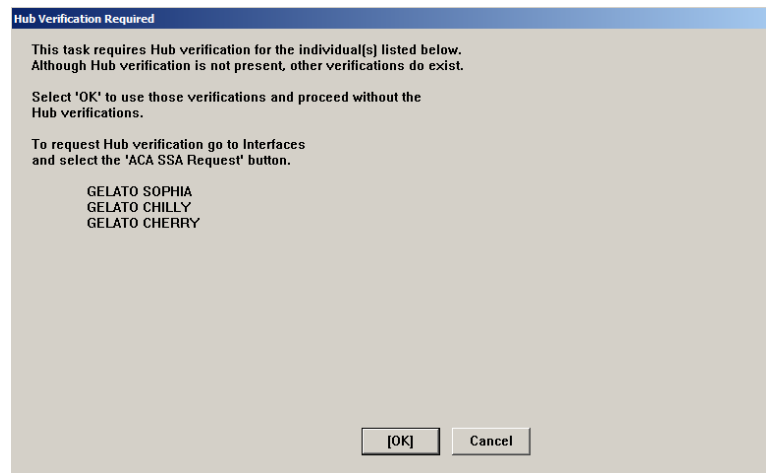 Hub Verification Required
This task requires Hub verification for the individual(s) listed below.
Although Hub verification is not present, other verifications do exist.
Select 'OK' to use those verifications and proceed without the
Hub verifications.
To request Hub verification go to Interfaces
and select the 'ACA SSA Request' button.
GELATO SOPHIA
GELATO CHILLY
GELATO CHERRY
[OK] Cancel